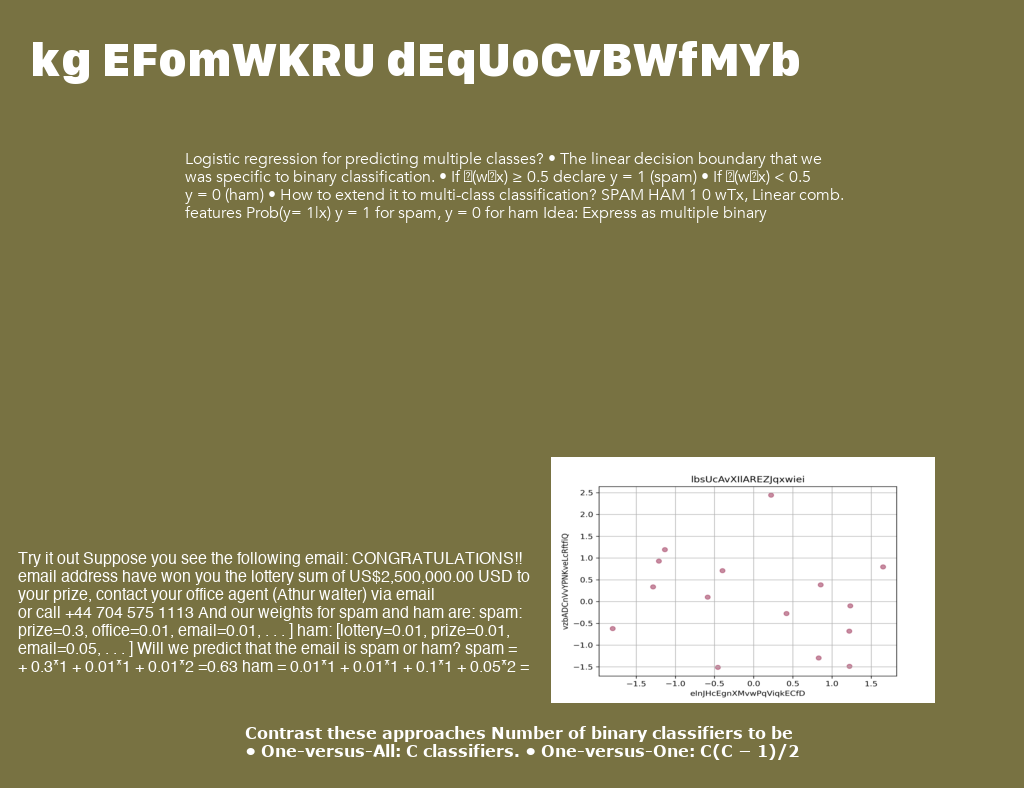 kg EFomWKRU dEqUoCvBWfMYb
Logistic regression for predicting multiple classes? • The linear decision boundary that we
was specific to binary classification. • If (w x) ≥ 0.5 declare y = 1 (spam) • If (w x) < 0.5
y = 0 (ham) • How to extend it to multi-class classification? SPAM HAM 1 0 wTx, Linear comb.
features Prob(y= 1|x) y = 1 for spam, y = 0 for ham Idea: Express as multiple binary
Try it out Suppose you see the following email: CONGRATULATIONS!!
email address have won you the lottery sum of US$2,500,000.00 USD to
your prize, contact your office agent (Athur walter) via email
or call +44 704 575 1113 And our weights for spam and ham are: spam:
prize=0.3, office=0.01, email=0.01, . . . ] ham: [lottery=0.01, prize=0.01,
email=0.05, . . . ] Will we predict that the email is spam or ham? spam =
+ 0.3*1 + 0.01*1 + 0.01*2 =0.63 ham = 0.01*1 + 0.01*1 + 0.1*1 + 0.05*2 =
2.5
2.0
1.5
1.0
0.5
0.0
−0.5
−1.0
−1.5
−1.5 −1.0 −0.5 0.0 0.5 1.0 1.5
Contrast these approaches Number of binary classifiers to be
• One-versus-All: C classifiers. • One-versus-One: C(C − 1)/2